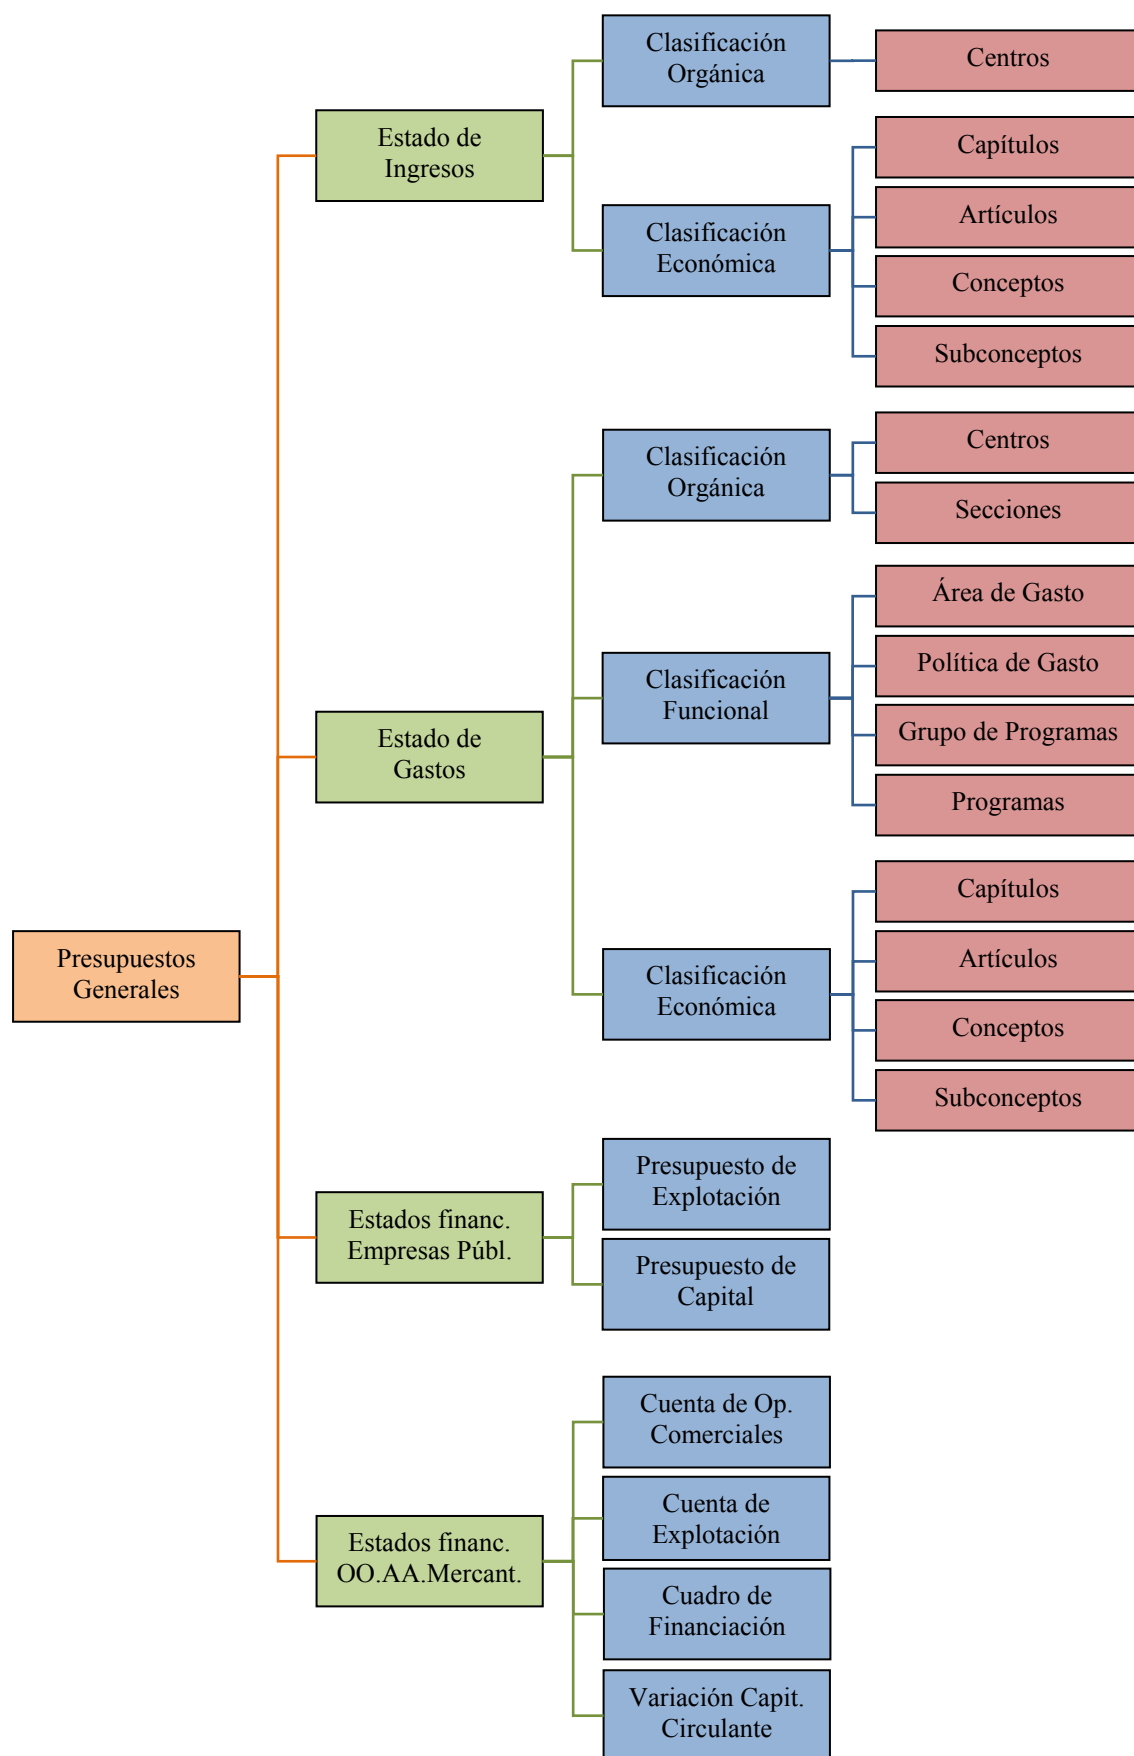 Clasificación
Orgánica
Centros
Estado de
Ingresos
Capítulos
Artículos
Clasificación
Económica
Conceptos
Subconceptos
Centros
Clasificación
Orgánica
Secciones
Área de Gasto
Política de Gasto
Clasificación
Funcional
Grupo de Programas
Estado de
Gastos
Programas
Capítulos
Artículos
Presupuestos
Generales
Clasificación
Económica
Conceptos
Subconceptos
Presupuesto de
Explotación
Estados financ.
Empresas Públ.
Presupuesto de
Capital
Cuenta de Op.
Comerciales
Cuenta de
Explotación
Estados financ.
OO.AA.Mercant.
Cuadro de
Financiación
Variación Capit.
Circulante